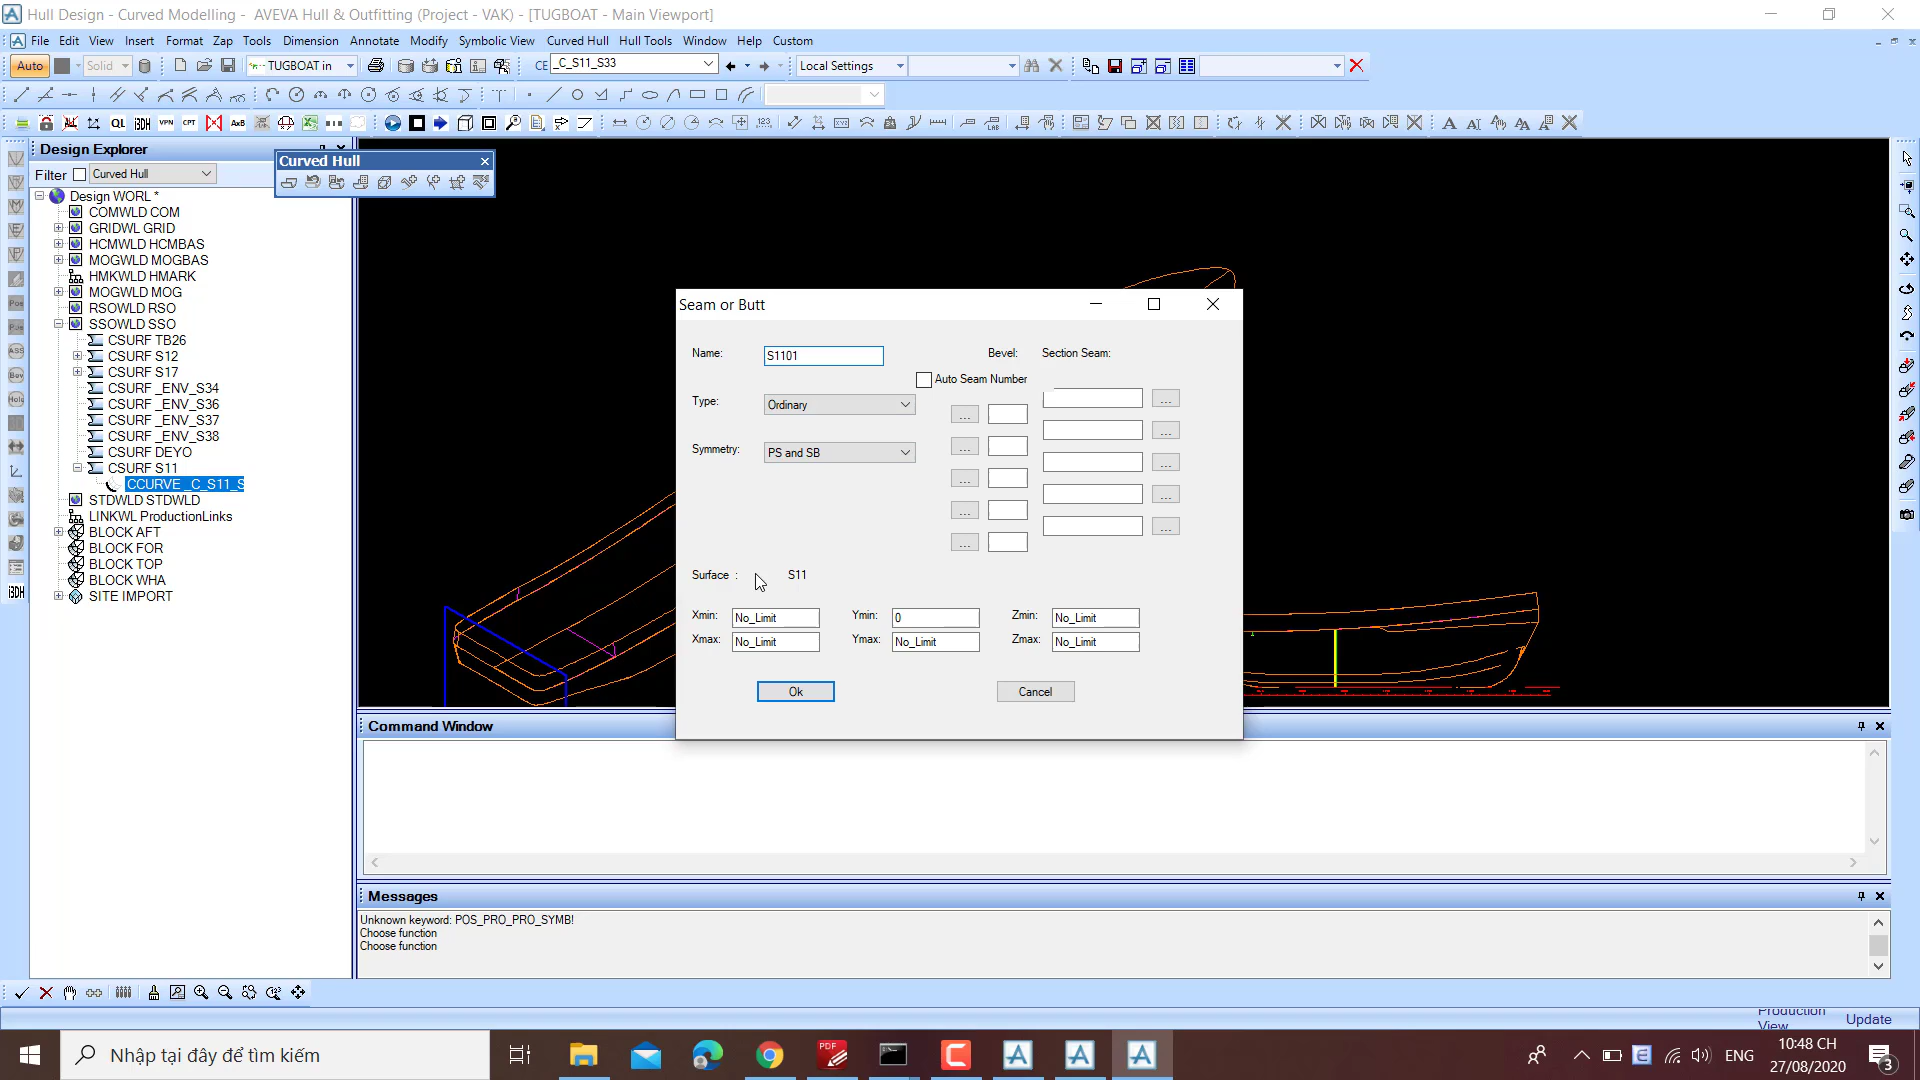 Hull Design - Curved Modelling - AVEVA Hull & Outfitting (Project - VAK) - [TUGBOAT - Main Viewport]
File Edit View Insert Format Zap Tools Dimension Annotate Modify Symbolic View Curved Hull Hull Tools Window Help Custom
Auto Solid TUGBOAT in CE _C_S11_S33 Local Settings
QL VPN CPT AxB
Design Explorer
Filter Curved Hull
Curved Hull
Design WORL *
COMWLD COM
GRIDWL GRID
HCMWLD HCMBAS
MOGWLD MOGBAS
HMKWLD HMARK
MOGWLD MOG
RSOWLD RSO
SSOWLD SSO
CSURF TB26
CSURF S12
CSURF S17
CSURF _ENV_S34
CSURF _ENV_S36
CSURF _ENV_S37
CSURF _ENV_S38
CSURF DEYO
CSURF S11
CCURVE _C_S11_S
STDWLD STDWLD
LINKWL ProductionLinks
BLOCK AFT
BLOCK FOR
BLOCK TOP
BLOCK WHA
SITE IMPORT
Seam or Butt
Name: S1101 Bevel: Section Seam:
Auto Seam Number
Type: Ordinary
Symmetry: PS and SB
Surface : S11
Xmin: No_Limit Ymin: 0 Zmin: No_Limit
Xmax: No_Limit Ymax: No_Limit Zmax: No_Limit
Ok Cancel
Command Window
Messages
Unknown keyword: POS_PRO_PRO_SYMB!
Choose function
Choose function
Production View Update
Nhập tại đây để tìm kiếm
PDF
ENG
10:48 CH
27/08/2020
3